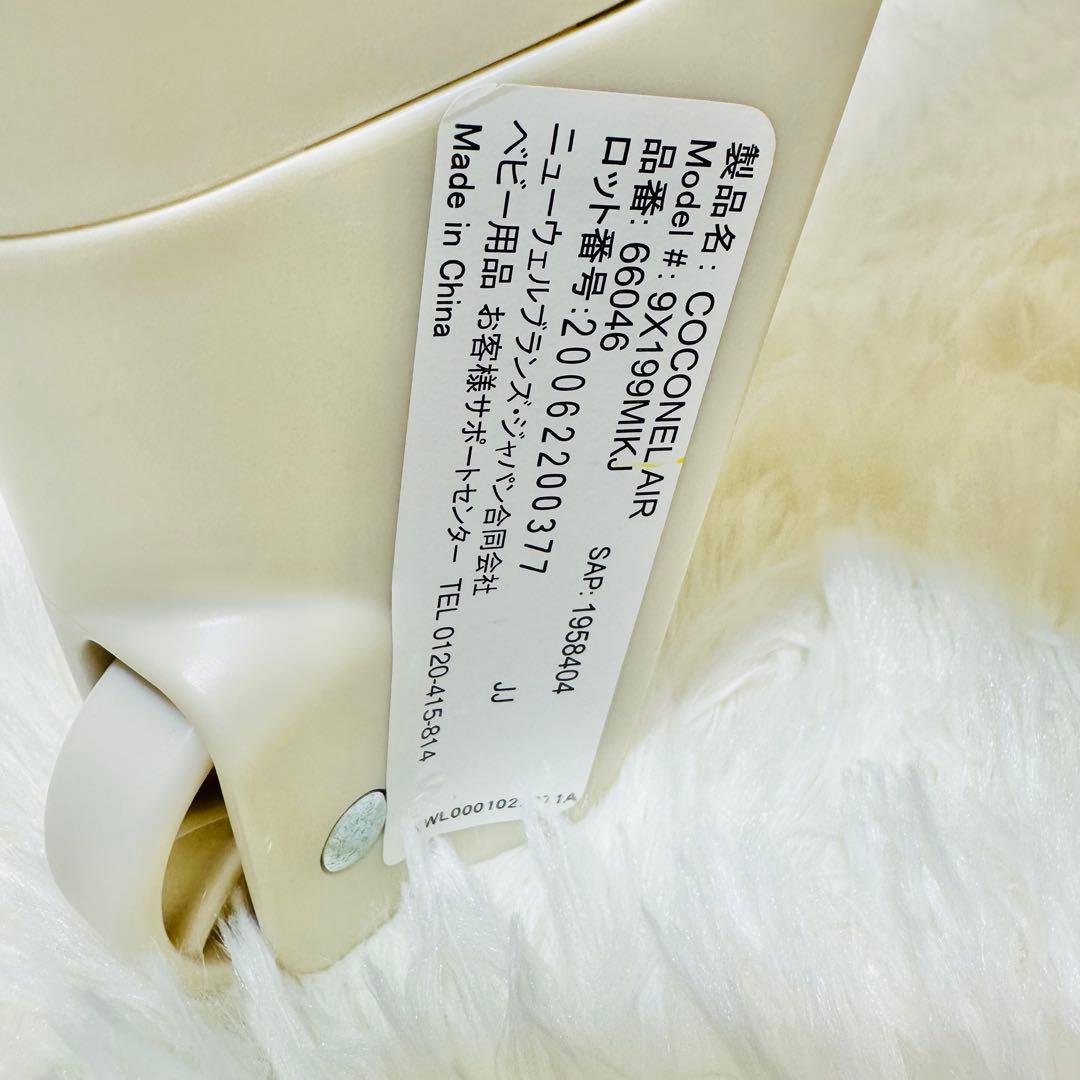 製品名: COCONEL AIR
Model #: 9X199MIKJ
品番: 66046
SAP: 1958404
ロット番号:20062200377
ニューウェルブランズ・ジャパン合同会社
JJ
ベビー用品 お客様サポートセンター TEL 0120-415-814
Made in China